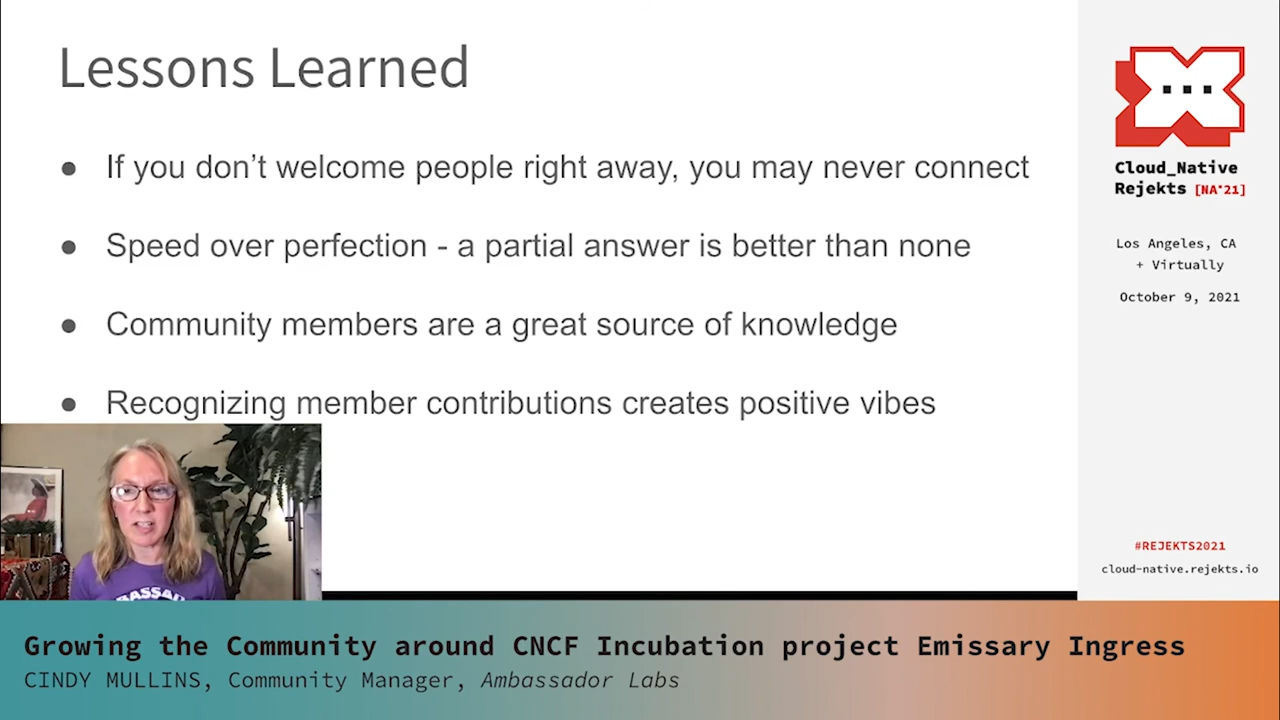 Lessons Learned
● If you don’t welcome people right away, you may never connect
● Speed over perfection - a partial answer is better than none
● Community members are a great source of knowledge
● Recognizing member contributions creates positive vibes
Cloud_Native
Rejekts [NA'21]
Los Angeles, CA
+ Virtually
October 9, 2021
#REJEKTS2021
cloud-native.rejekts.io
Growing the Community around CNCF Incubation project Emissary Ingress
CINDY MULLINS, Community Manager, Ambassador Labs